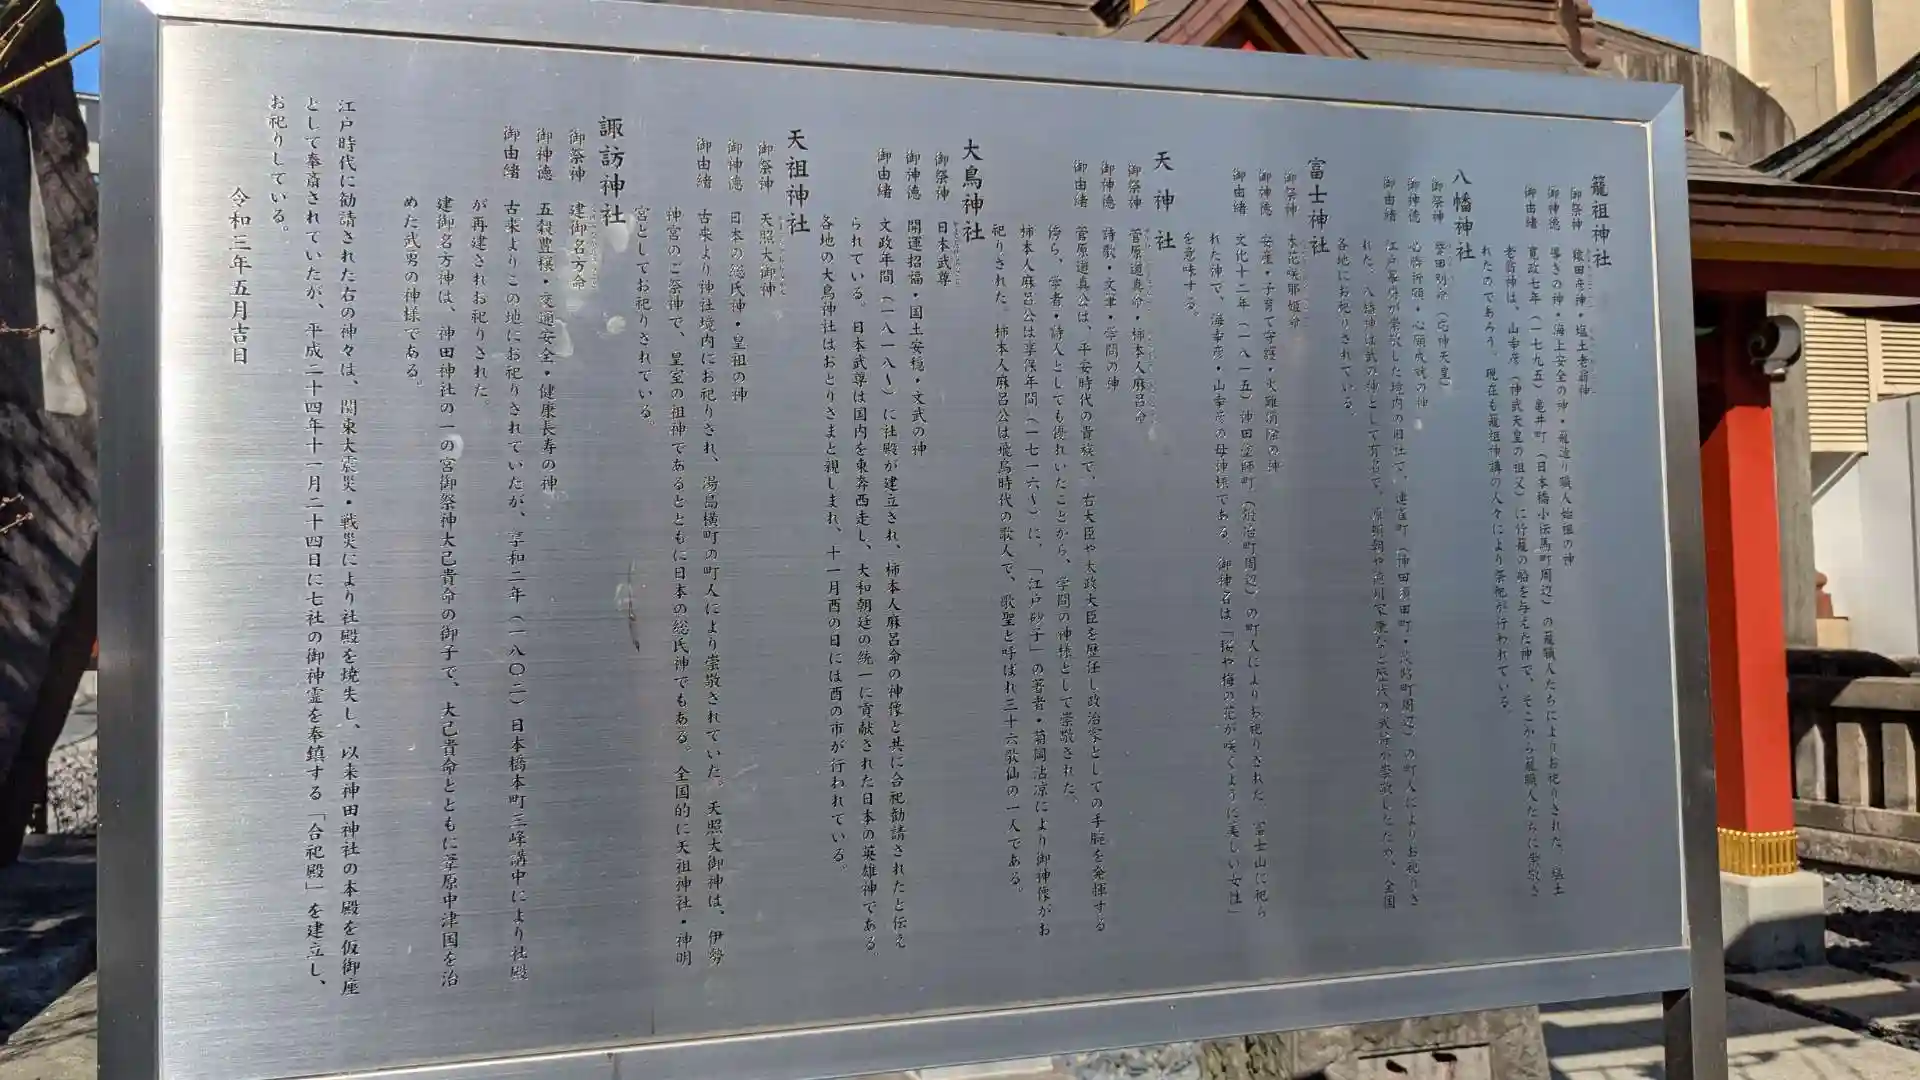 籠祖神社
御祭神 猿田彦神・塩土老翁神
御神徳 導きの神・海上安全の神・籠造り職人始祖の神
御由緒 寛政七年（一七九五）亀井町（日本橋小伝馬町周辺）の籠職人たちによりお祀りされた。塩土
老翁神は、山幸彦（神武天皇の祖父）に竹籠の船を与えた神で、そこから籠職人たちに崇敬さ
れたのであろう。現在も籠祖神講の人々により祭祀が行われている。
八幡神社
御祭神 誉田別命（応神天皇）
御神徳 必勝祈願・心願成就の神
御由緒 江戸幕府が崇敬した境内の旧社で、連雀町（神田須田町・淡路町周辺）の町人によりお祀りさ
れた。八幡神は武の神として有名で、源頼朝や徳川家康など歴代の武将が崇敬したため、全国
各地にお祀りされている。
富士神社
御祭神 木花咲耶姫命
御神徳 安産・子育て守護・火難消除の神
御由緒 文化十二年（一八一五）神田塗師町（鍛冶町周辺）の町人によりお祀りされた。富士山に祀ら
れた神で、海幸彦・山幸彦の母神様である。御神名は「桜や梅の花が咲くように美しい女性」
を意味する。
天神社
御祭神 菅原道真命・柿本人麻呂命
御神徳 詩歌・文筆・学問の神
御由緒 菅原道真公は、平安時代の貴族で、右大臣や太政大臣を歴任し政治家としての手腕を発揮する
傍ら、学者・詩人としても優れいたことから、学問の神様として崇敬された。
柿本人麻呂公は享保年間（一七一六〜）に、「江戸砂子」の著者・菊岡沾涼により御神像がお
祀りされた。柿本人麻呂公は飛鳥時代の歌人で、歌聖と呼ばれ三十六歌仙の一人である。
大鳥神社
御祭神 日本武尊
御神徳 開運招福・国土安穏・文武の神
御由緒 文政年間（一八一八〜）に社殿が建立され、柿本人麻呂命の神像と共に合祀勧請されたと伝え
られている。日本武尊は国内を東奔西走し、大和朝廷の統一に貢献された日本の英雄神である。
各地の大鳥神社はおとりさまと親しまれ、十一月酉の日には酉の市が行われている。
天祖神社
御祭神 天照大御神
御神徳 日本の総氏神・皇祖の神
御由緒 古来より神社境内にお祀りされ、湯島横町の町人により崇敬されていた。天照大御神は、伊勢
神宮のご祭神で、皇室の祖神であるとともに日本の総氏神でもある。全国的に天祖神社・神明
宮としてお祀りされている。
諏訪神社
御祭神 建御名方命
御神徳 五穀豊穣・交通安全・健康長寿の神
御由緒 古来よりこの地にお祀りされていたが、享和二年（一八〇二）日本橋本町三峰講中により社殿
が再建されお祀りされた。
建御名方神は、神田神社の一の宮御祭神大己貴命の御子で、大己貴命とともに葦原中津国を治
めた武勇の神様である。
江戸時代に勧請された右の神々は、関東大震災・戦災により社殿を焼失し、以来神田神社の本殿を仮御座
として奉斎されていたが、平成二十四年十一月二十四日に七社の御神霊を奉鎮する「合祀殿」を建立し、
お祀りしている。
令和三年五月吉日